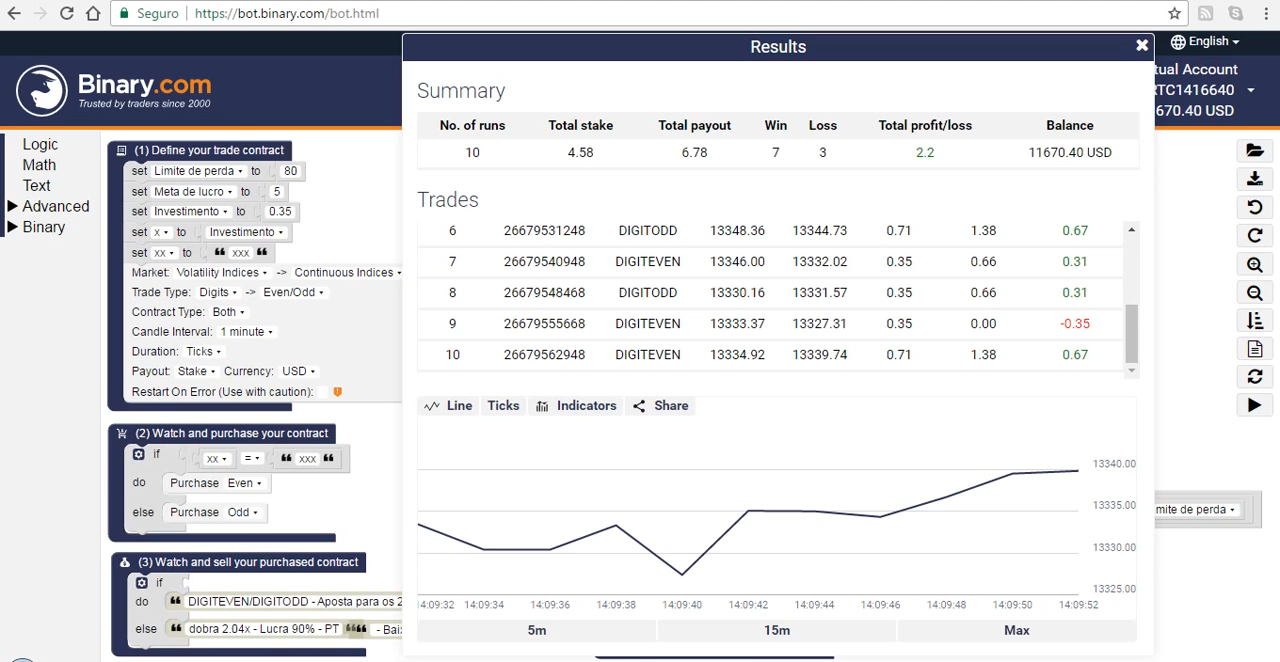 Seguro https://bot.binary.com/bot.html
English
Binary.com
Trusted by traders since 2000
tual Account
RTC1416640
670.40 USD
Logic
Math
Text
Advanced
Binary
(1) Define your trade contract
set Limite de perda to 80
set Meta de lucro to 5
set Investimento to 0.35
set x to Investimento
set xx to “ xxx “
Market: Volatility Indices -> Continuous Indices
Trade Type: Digits -> Even/Odd
Contract Type: Both
Candle Interval: 1 minute
Duration: Ticks
Payout: Stake Currency: USD
Restart On Error (Use with caution):
(2) Watch and purchase your contract
if xx = “ xxx “
do Purchase Even
else Purchase Odd
(3) Watch and sell your purchased contract
if
do “ DIGITEVEN/DIGITODD - Aposta para os 2
else “ dobra 2.04x - Lucra 90% - PT “ “ - Baix
Results
Summary
No. of runs Total stake Total payout Win Loss Total profit/loss Balance
10 4.58 6.78 7 3 2.2 11670.40 USD
Trades
6 26679531248 DIGITODD 13348.36 13344.73 0.71 1.38 0.67
7 26679540948 DIGITEVEN 13346.00 13332.02 0.35 0.66 0.31
8 26679548468 DIGITODD 13330.16 13331.57 0.35 0.66 0.31
9 26679555668 DIGITEVEN 13333.37 13327.31 0.35 0.00 -0.35
10 26679562948 DIGITEVEN 13334.92 13339.74 0.71 1.38 0.67
Line Ticks Indicators Share
13340.00
13335.00
13330.00
13325.00
14:09:32 14:09:34 14:09:36 14:09:38 14:09:40 14:09:42 14:09:44 14:09:46 14:09:48 14:09:50 14:09:52
5m 15m Max
mite de perda